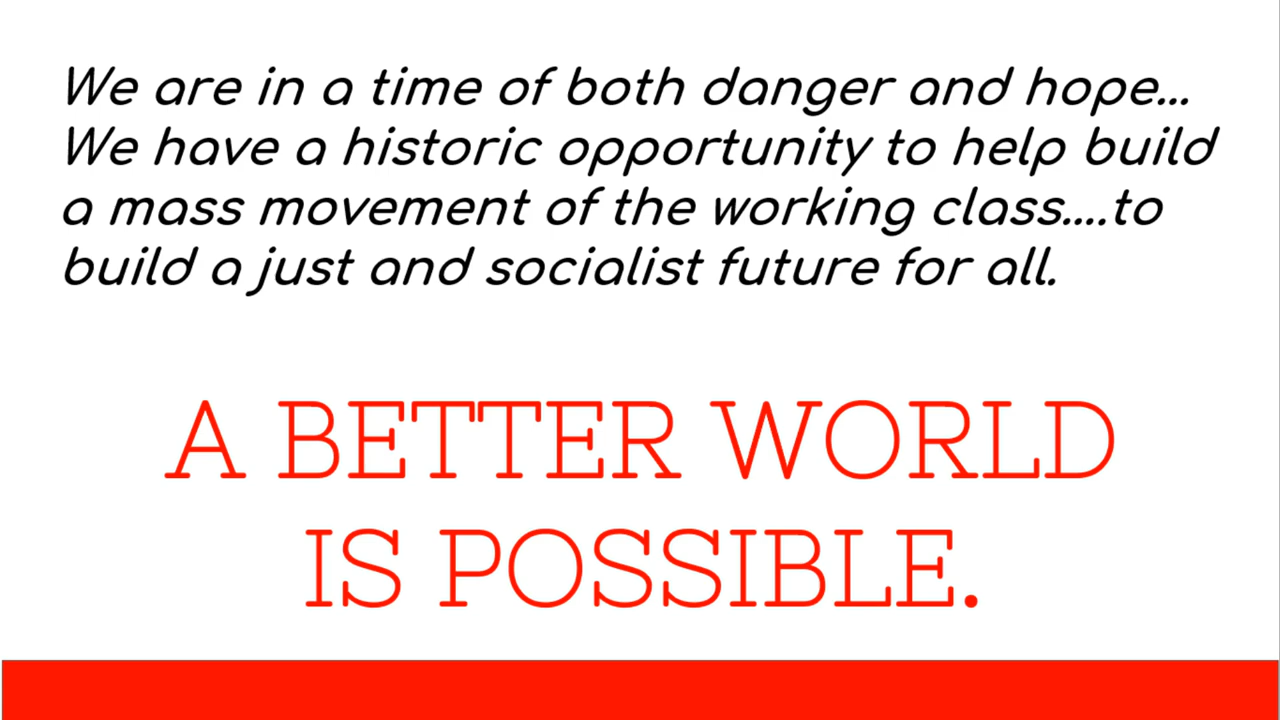 We are in a time of both danger and hope...
We have a historic opportunity to help build
a mass movement of the working class....to
build a just and socialist future for all.
A BETTER WORLD
IS POSSIBLE.